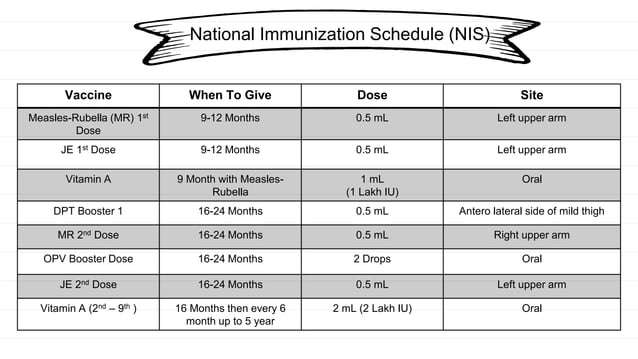 National Immunization Schedule (NIS)
Vaccine When To Give Dose Site
Measles-Rubella (MR) 1st Dose 9-12 Months 0.5 mL Left upper arm
JE 1st Dose 9-12 Months 0.5 mL Left upper arm
Vitamin A 9 Month with Measles-Rubella 1 mL (1 Lakh IU) Oral
DPT Booster 1 16-24 Months 0.5 mL Antero lateral side of mild thigh
MR 2nd Dose 16-24 Months 0.5 mL Right upper arm
OPV Booster Dose 16-24 Months 2 Drops Oral
JE 2nd Dose 16-24 Months 0.5 mL Left upper arm
Vitamin A (2nd – 9th ) 16 Months then every 6 month up to 5 year 2 mL (2 Lakh IU) Oral